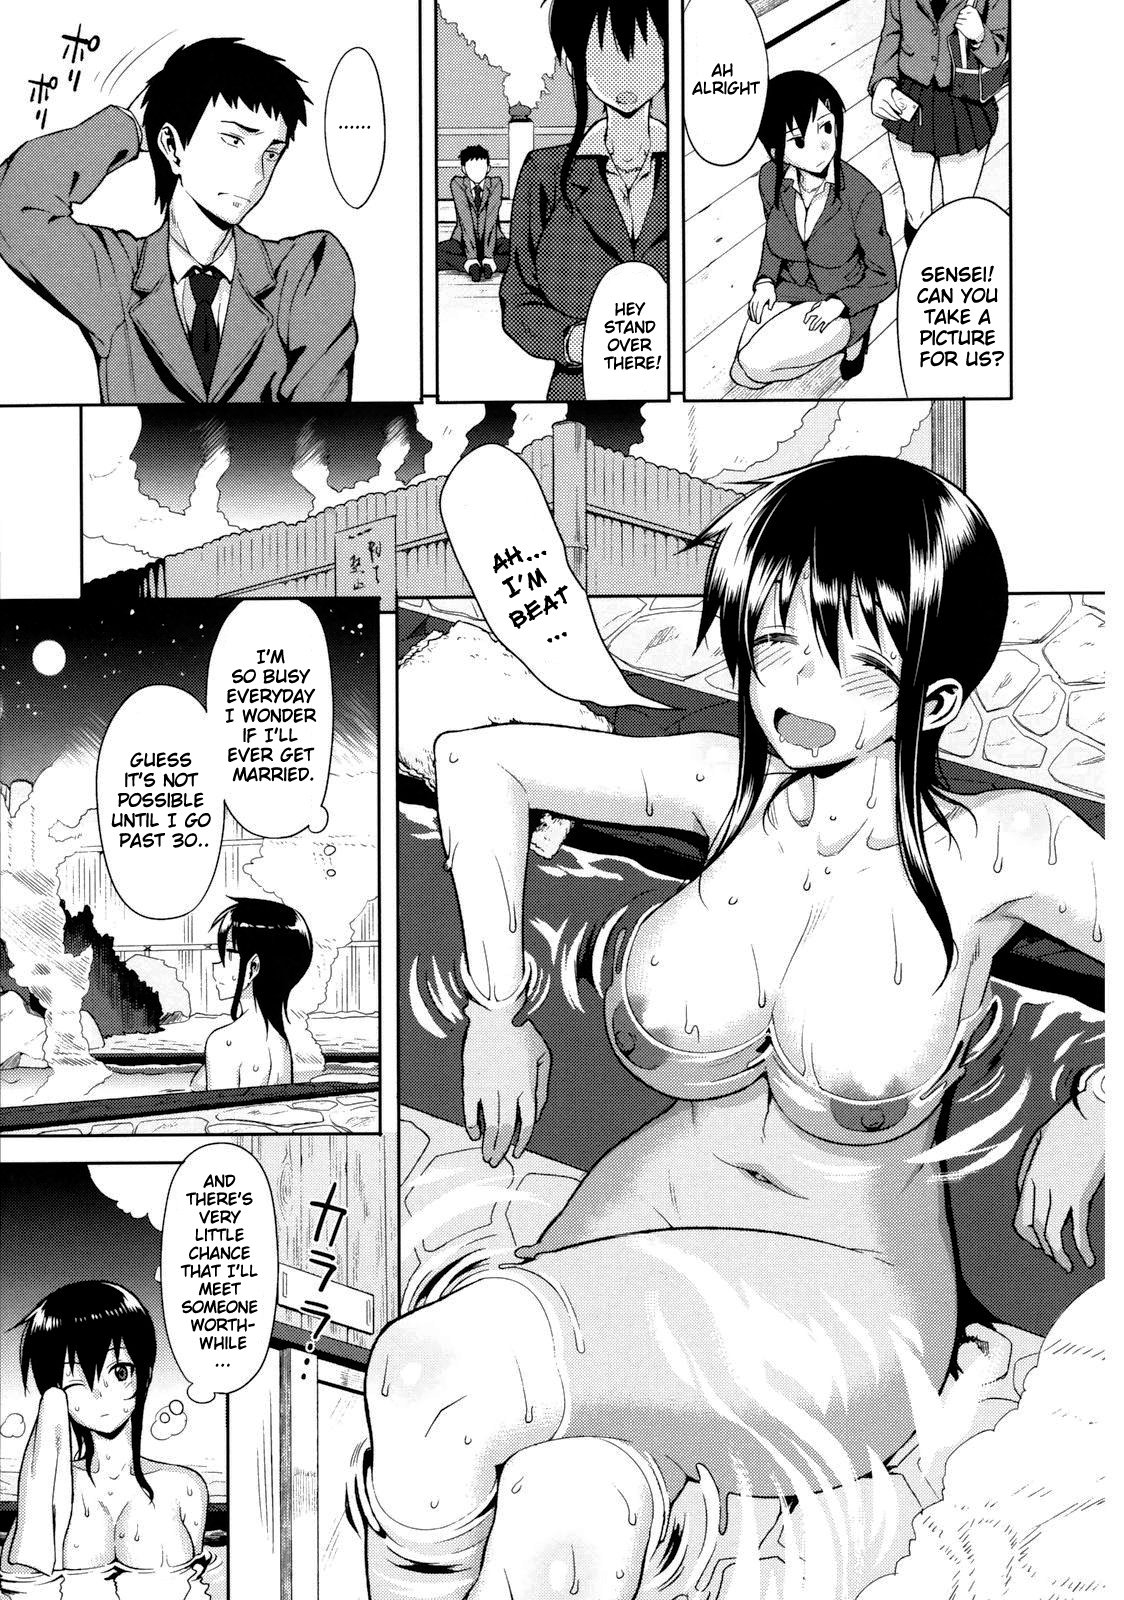 SENSEI!
CAN YOU
TAKE A
PICTURE
FOR US?
AH
ALRIGHT
HEY
STAND
OVER
THERE!
.......
ポリ
ポリ
AH...
I'M
BEAT
...
I'M
SO BUSY
EVERYDAY
I WONDER
IF I'LL
EVER GET
MARRIED.
GUESS
IT'S NOT
POSSIBLE
UNTIL I GO
PAST 30..
カララ...
AND
THERE'S
VERY
LITTLE
CHANCE
THAT I'LL
MEET
SOMEONE
WORTH-
WHILE
...